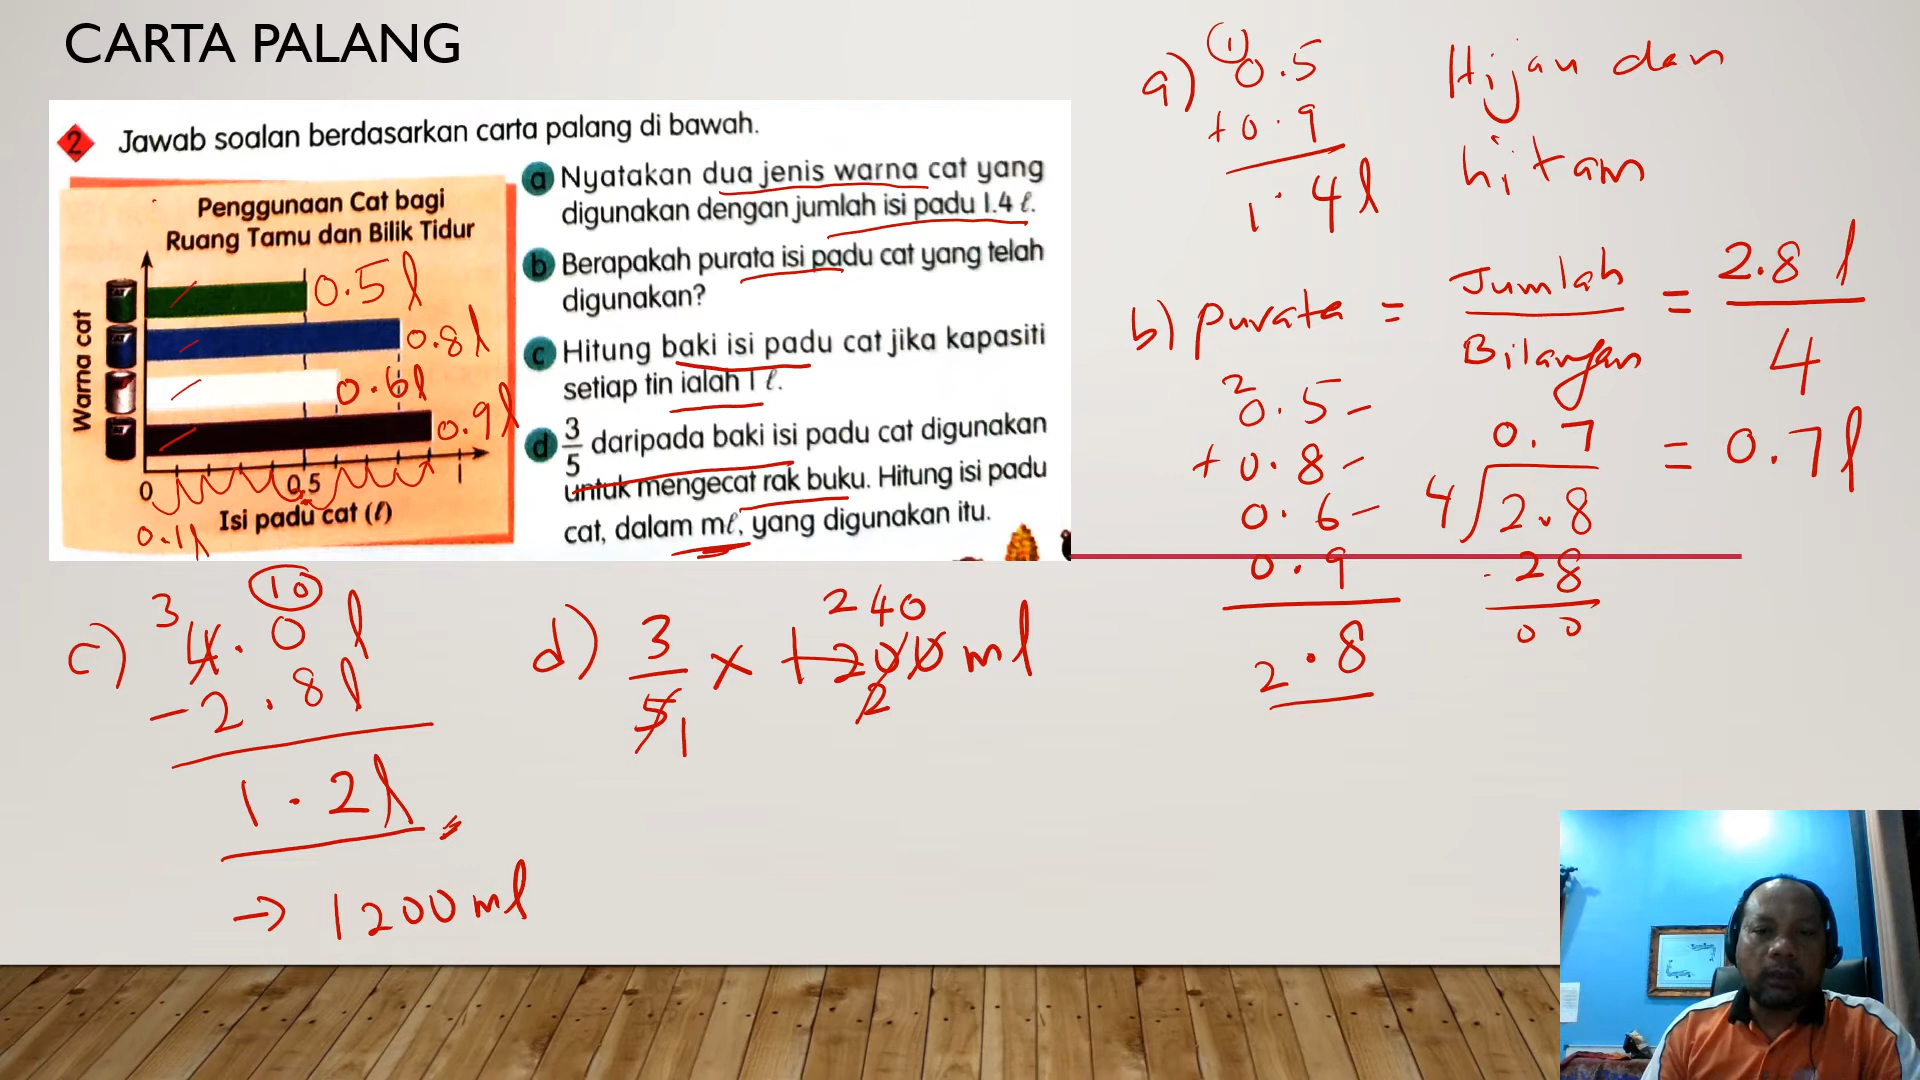 CARTA PALANG
2 Jawab soalan berdasarkan carta palang di bawah.
Penggunaan Cat bagi
Ruang Tamu dan Bilik Tidur
Warna cat
0.5 l
0.8 l
0.6 l
0.9 l
0 0.5 1
Isi padu cat (ℓ)
0.1 l
a Nyatakan dua jenis warna cat yang
digunakan dengan jumlah isi padu 1.4 ℓ.
b Berapakah purata isi padu cat yang telah
digunakan?
c Hitung baki isi padu cat jika kapasiti
setiap tin ialah 1 ℓ.
d 3/5 daripada baki isi padu cat digunakan
untuk mengecat rak buku. Hitung isi padu
cat, dalam mℓ, yang digunakan itu.
a) (1)
0.5
+0.9
1.4 l
Hijau dan
hitam
b) Purata = Jumlah / Bilangan = 2.8 l / 4
= 0.7 l
2
0.5 -
+0.8 -
0.6 -
0.9
2.8
0.7
4 2.8
-28
00
c) 3 10
4.0 l
-2.8 l
1.2 l
→ 1200 ml
d) 240
3/5 × 1200 ml
1 2